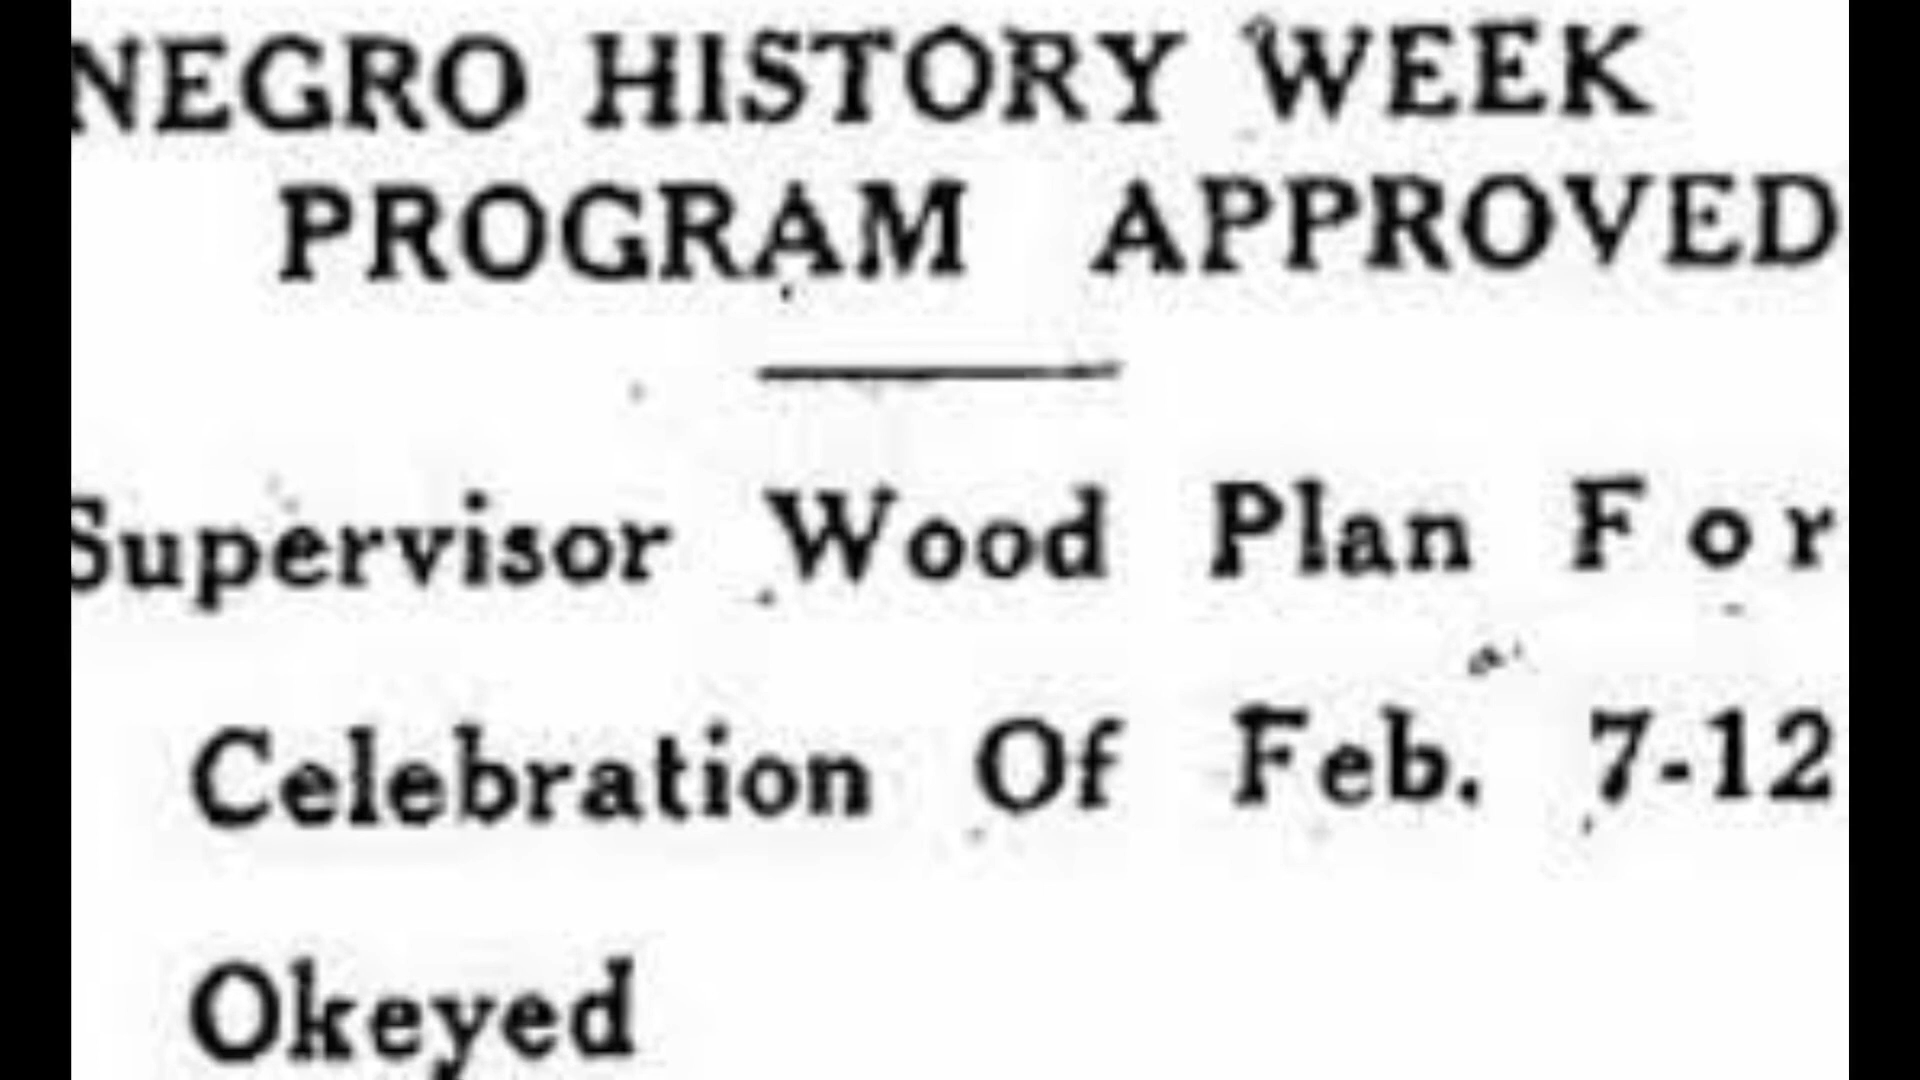 NEGRO HISTORY WEEK
PROGRAM APPROVED
Supervisor Wood Plan For
Celebration Of Feb. 7-12
Okeyed